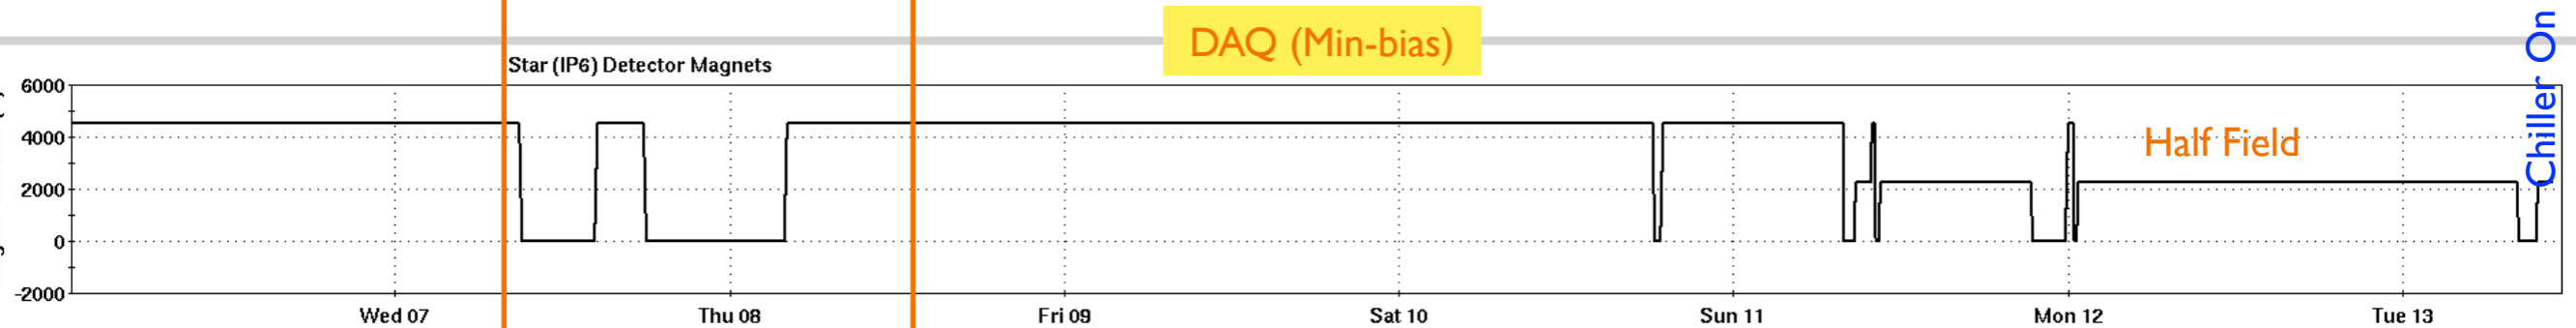 DAQ (Min-bias)
Chiller On
Star (IP6) Detector Magnets
6000
4000
2000
0
-2000
Half Field
Wed 07
Thu 08
Fri 09
Sat 10
Sun 11
Mon 12
Tue 13